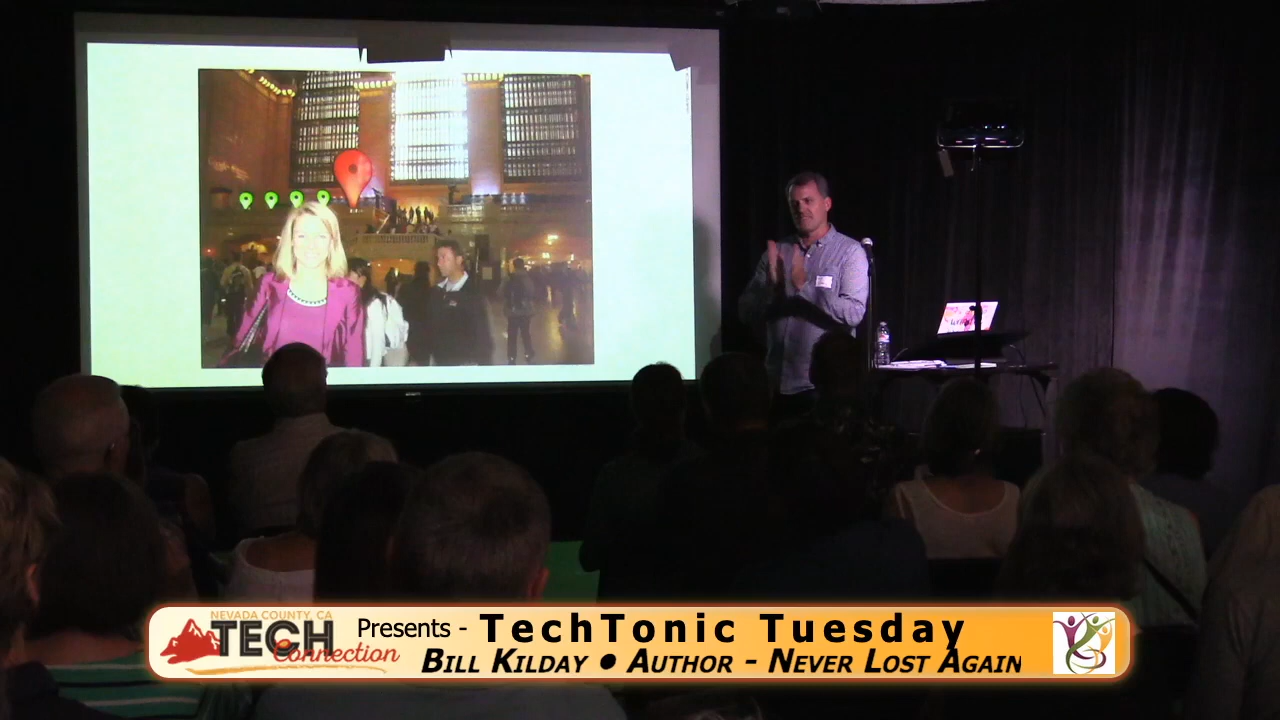 NEVADA COUNTY, CA
TECH
Connection
Presents - TechTonic Tuesday
BILL KILDAY • AUTHOR - NEVER LOST AGAIN